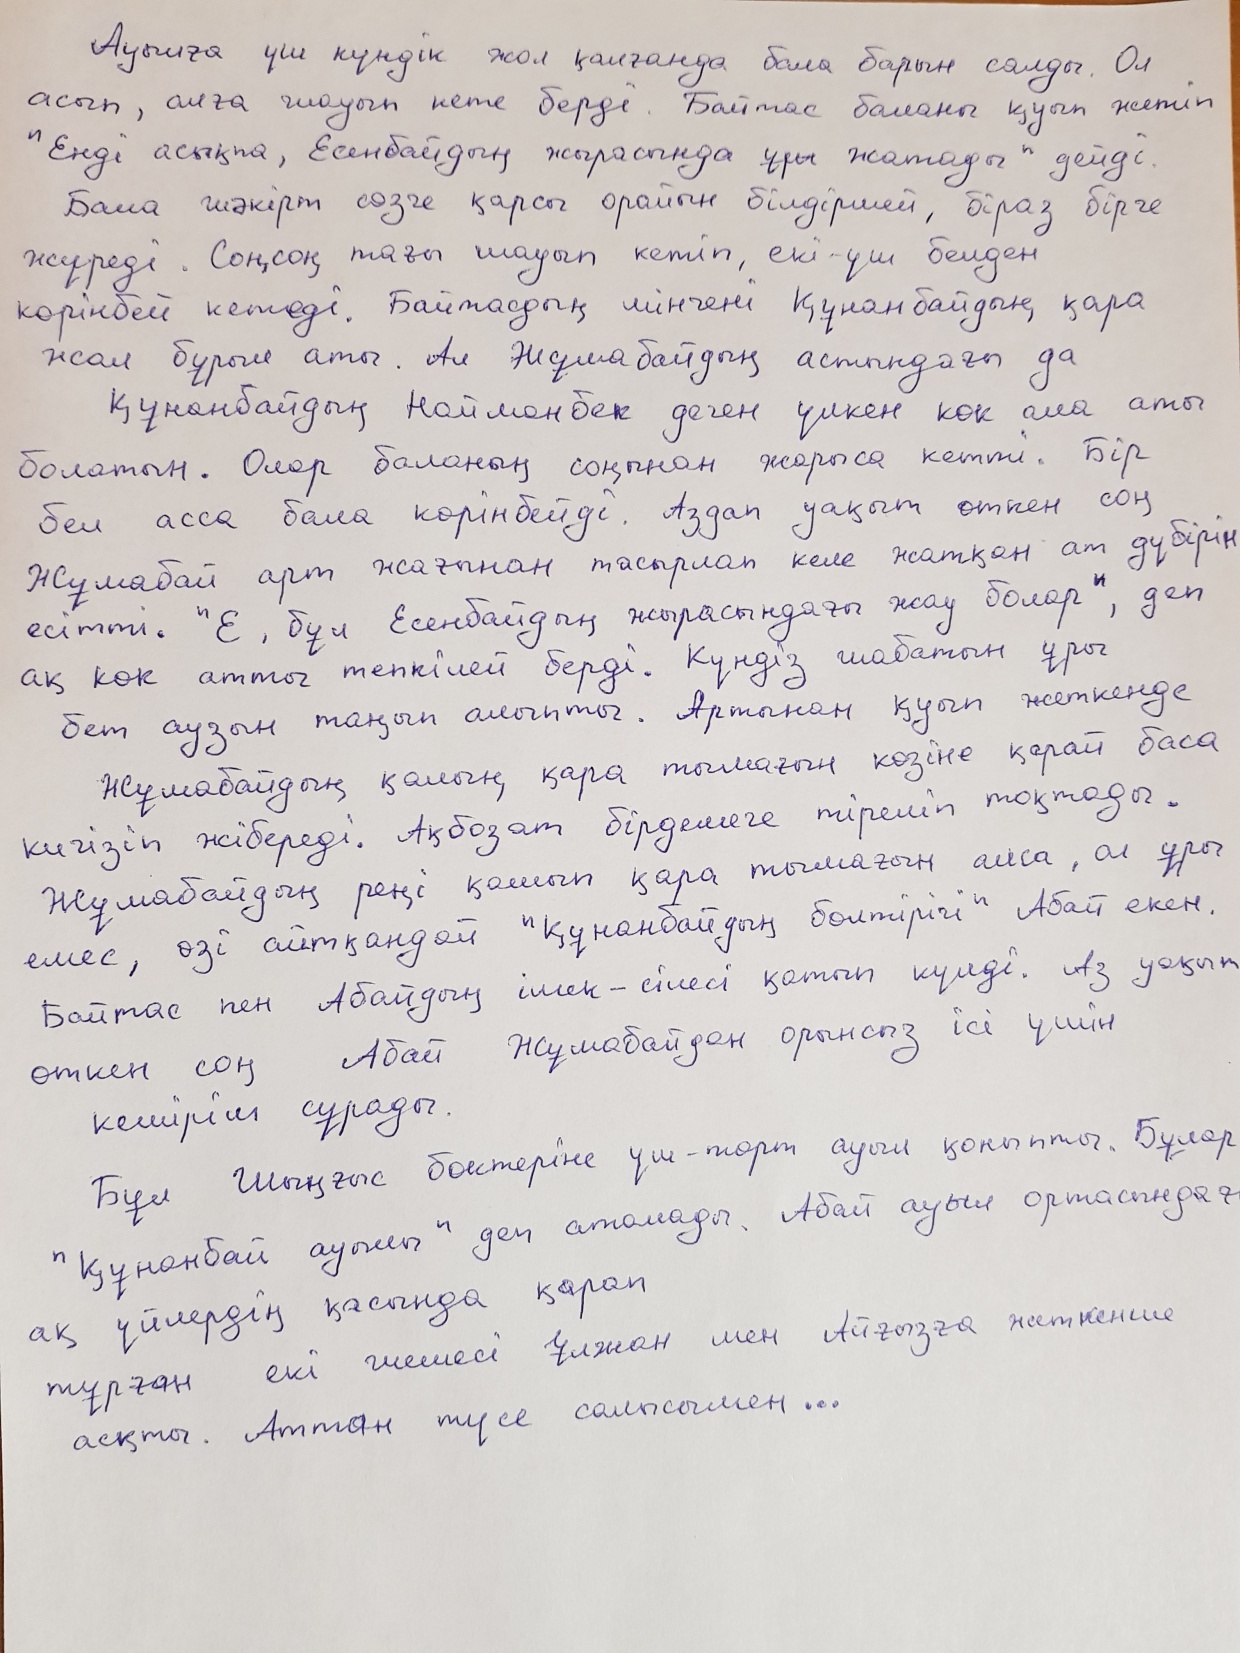 Ауылға үш күндік жол қалғанда бала барын салды. Ол
асып, алға шауып кете берді. Байтас баланы қуып жетіп
"Енді асықпа, Есенбайдың жырасында ұры жатады" дейді.
Бала шәкірт сөзге қарсы орайын білдірмей, біраз бірге
жүреді. Соңсоң тағы шауып кетіп, екі-үш белден
көрінбей кетеді. Байтасдың мінгені Құнанбайдың қара
жал бұрыл аты. Ал Жұмабайдың астындағы да
Құнанбайдың Найманбек деген үлкен көк ала аты
болатын. Олар баланың соңынан жарыса кетті. Бір
бел асса бала көрінбейді. Аздап уақыт өткен соң
Жұмабай арт жағынан тасырлап келе жатқан ат дүбірін
есітті. "Е, бұл Есенбайдың жырасындағы жау болар", деп
ақ көк атты тепкілей берді. Күндіз шабатын ұры
бет аузын таңып алыпты. Артынан қуып жеткенде
Жұмабайдың қалың қара тымағын көзіне қарай баса
кигізіп жібереді. Ақбозат бірдемеге тіреліп тоқтады.
Жұмабайдың реңі қашып қара тымағын алса, ол ұры
емес, өзі айтқандай "Құнанбайдың бөлтірігі" Абай екен.
Байтас пен Абайдың ішек-сілесі қатып күлді. Аз уақыт
өткен соң Абай Жұмабайдан орынсыз ісі үшін
кешірім сұрады.
Бұл Шыңғыс бөктеріне үш-төрт ауыл қоныпты. Бұлар
"Құнанбай ауылы" деп аталады. Абай ауыл ортасындағы
ақ үйлердің қасында қарап
тұрған екі шешесі Ұлжан мен Айғызға жеткенше
асықты. Аттан түсе салысымен...